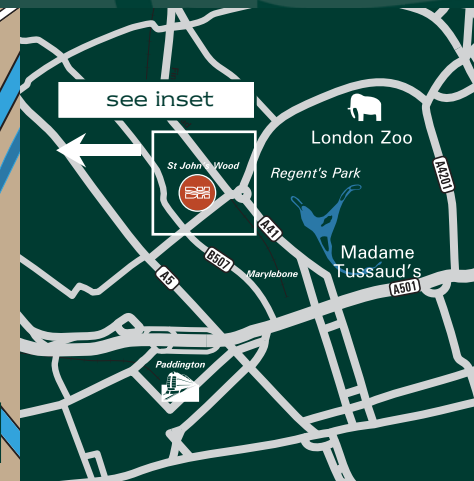 see inset
London Zoo
St John's Wood
Regent's Park
A4201
A41
Madame
Tussaud's
B507
Marylebone
A5
A501
Paddington